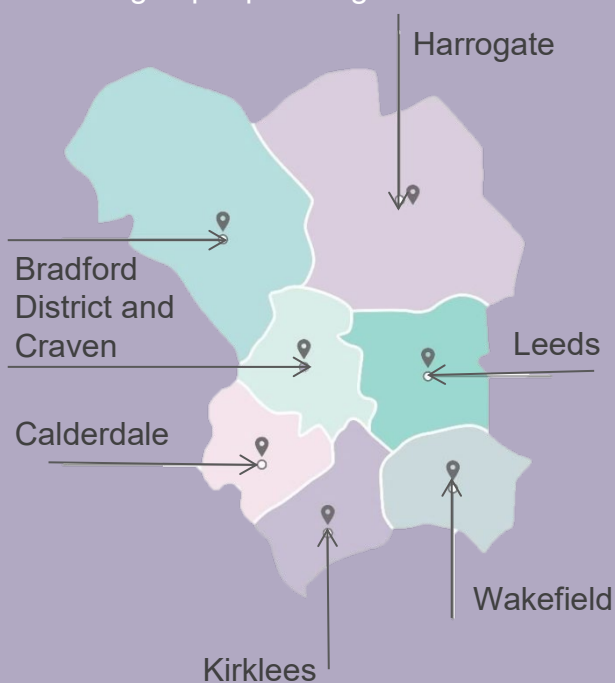 Harrogate
Bradford
District and
Craven
Leeds
Calderdale
Wakefield
Kirklees